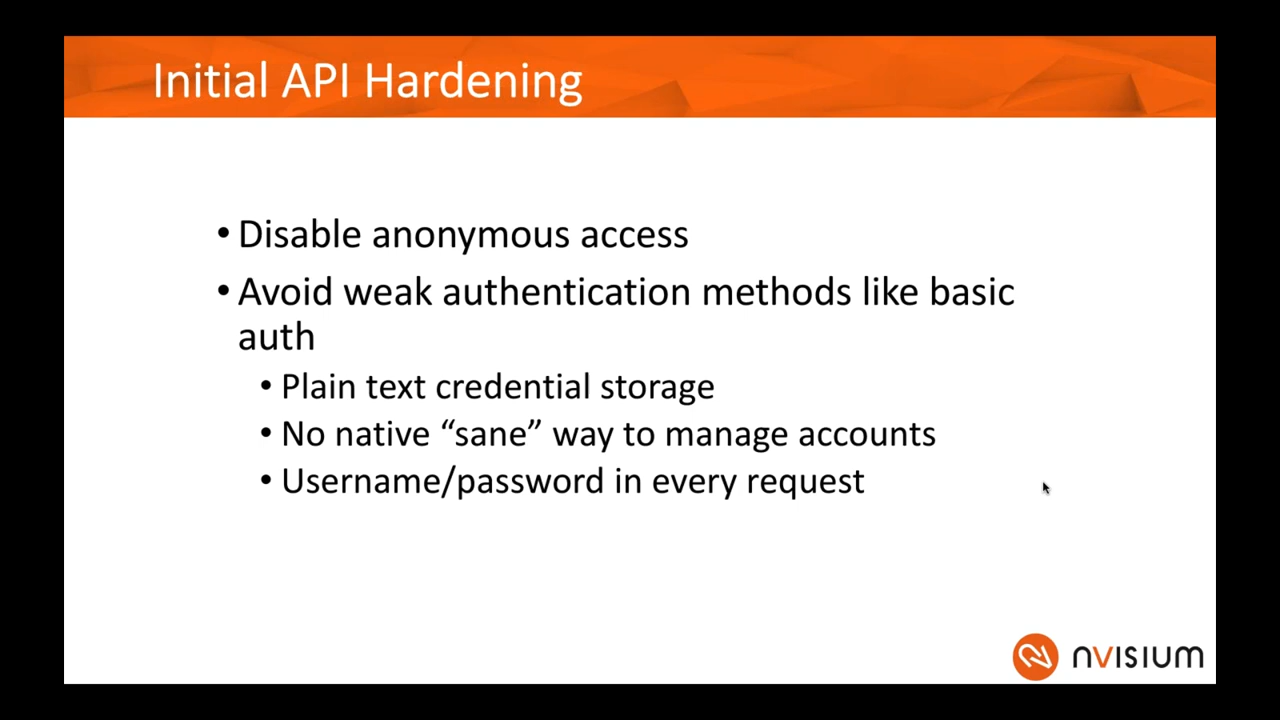 Initial API Hardening
• Disable anonymous access
• Avoid weak authentication methods like basic
auth
• Plain text credential storage
• No native “sane” way to manage accounts
• Username/password in every request
nVISIUM